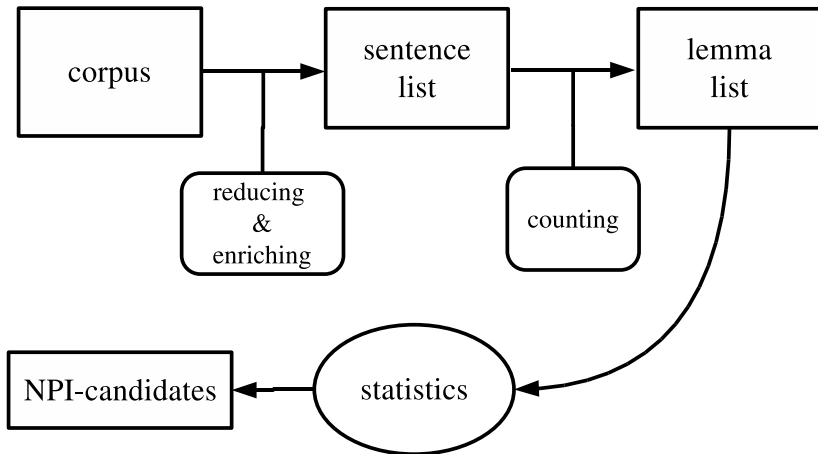 corpus
sentence
list
lemma
list
reducing
&
enriching
counting
NPI-candidates
statistics